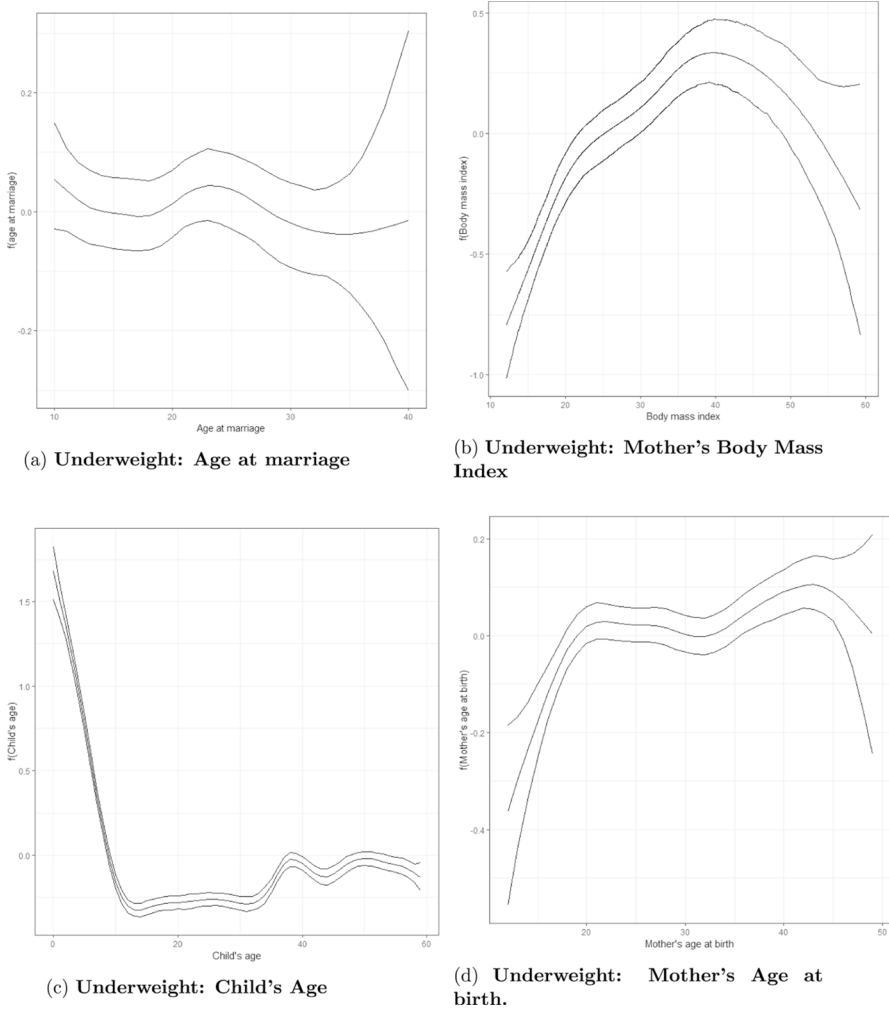 0.2
0.0
-0.2
f(age at marriage)
10
20
30
40
Age at marriage
(a) Underweight: Age at marriage
0.5
0.0
-0.5
-1.0
f(Body mass index)
10
20
30
40
50
60
Body mass index
(b) Underweight: Mother's Body Mass
Index
1.5
1.0
0.5
0.0
f(Child's age)
0
20
40
60
Child's age
(c) Underweight: Child's Age
0.2
0.0
-0.2
-0.4
f(Mother's age at birth)
20
30
40
50
Mother's age at birth
(d) Underweight: Mother's Age at
birth.